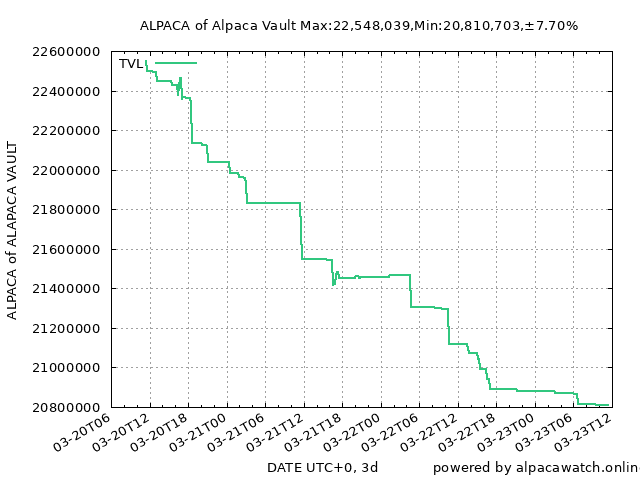 ALPACA of Alpaca Vault Max:22,548,039,Min:20,810,703,±7.70%
TVL
ALPACA of ALAPACA VAULT
22600000
22400000
22200000
22000000
21800000
21600000
21400000
21200000
21000000
20800000
03-20T06
03-20T12
03-20T18
03-21T00
03-21T06
03-21T12
03-21T18
03-22T00
03-22T06
03-22T12
03-22T18
03-23T00
03-23T06
03-23T12
DATE UTC+0, 3d
powered by alpacawatch.onlin